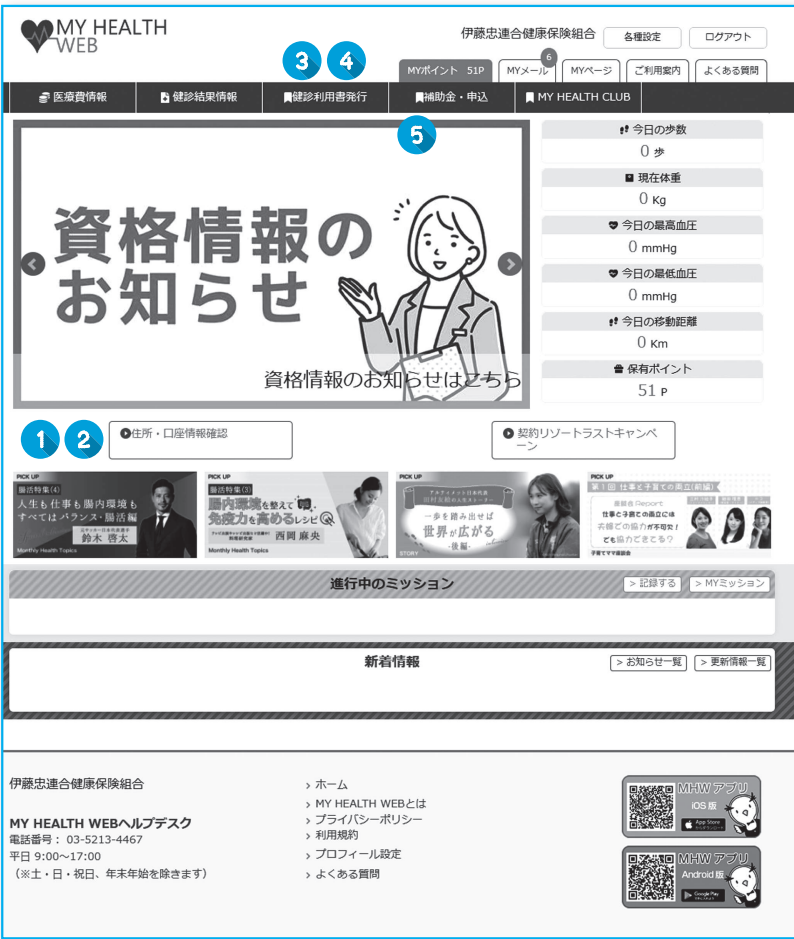 MY HEALTH
WEB
伊藤忠連合健康保険組合
各種設定
ログアウト
3 4
MYポイント 51P
MYメール
6
MYページ
ご利用案内
よくある質問
医療費情報
健診結果情報
健診利用書発行
補助金・申込
MY HEALTH CLUB
5
資格情報の
お知らせ
資格情報のお知らせはこちら
今日の歩数
0 歩
現在体重
0 Kg
今日の最高血圧
0 mmHg
今日の最低血圧
0 mmHg
今日の移動距離
0 Km
保有ポイント
51 P
1 2
住所・口座情報確認
契約リゾートラストキャンペ
ーン
PICK UP
腸活特集(4)
人生も仕事も腸内環境も
すべてはバランス・腸活編
鈴木 啓太
Monthly Health Topics
PICK UP
腸活特集(3)
腸内環境を整えて
免疫力を高めるレシピ
西岡 麻央
Monthly Health Topics
PICK UP
一歩を踏み出せば
世界が広がる
-後編-
STORY
PICK UP
第1回 仕事と子育ての両立(前編)
座談会 Report
仕事と子育ての両立には
夫婦での協力が不可欠!
ども協力できてる?
子育てママ座談会
進行中のミッション
> 記録する
> MYミッション
新着情報
> お知らせ一覧
> 更新情報一覧
伊藤忠連合健康保険組合
MY HEALTH WEBヘルプデスク
電話番号: 03-5213-4467
平日 9:00~17:00
(※土・日・祝日、年末年始を除きます)
> ホーム
> MY HEALTH WEBとは
> プライバシーポリシー
> 利用規約
> プロフィール設定
> よくある質問
MHW アプリ
iOS 版
App Store
MHW アプリ
Android 版
Google Play